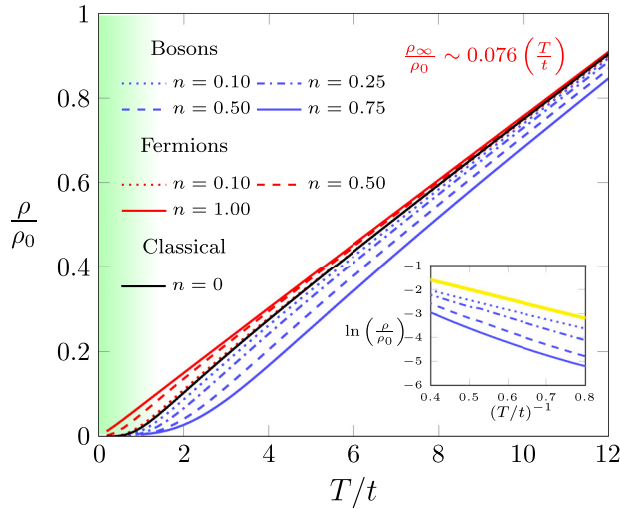 1
0.8
0.6
0.4
0.2
0
ρ/ρ₀
Bosons
n = 0.10 n = 0.25
n = 0.50 n = 0.75
Fermions
n = 0.10 n = 0.50
n = 1.00
Classical
n = 0
ρ∞/ρ₀ ∼ 0.076 (T/t)
−1
−2
−3
−4
−5
−6
ln (ρ/ρ₀)
0.4 0.5 0.6 0.7 0.8
(T/t)⁻¹
0 2 4 6 8 10 12
T/t